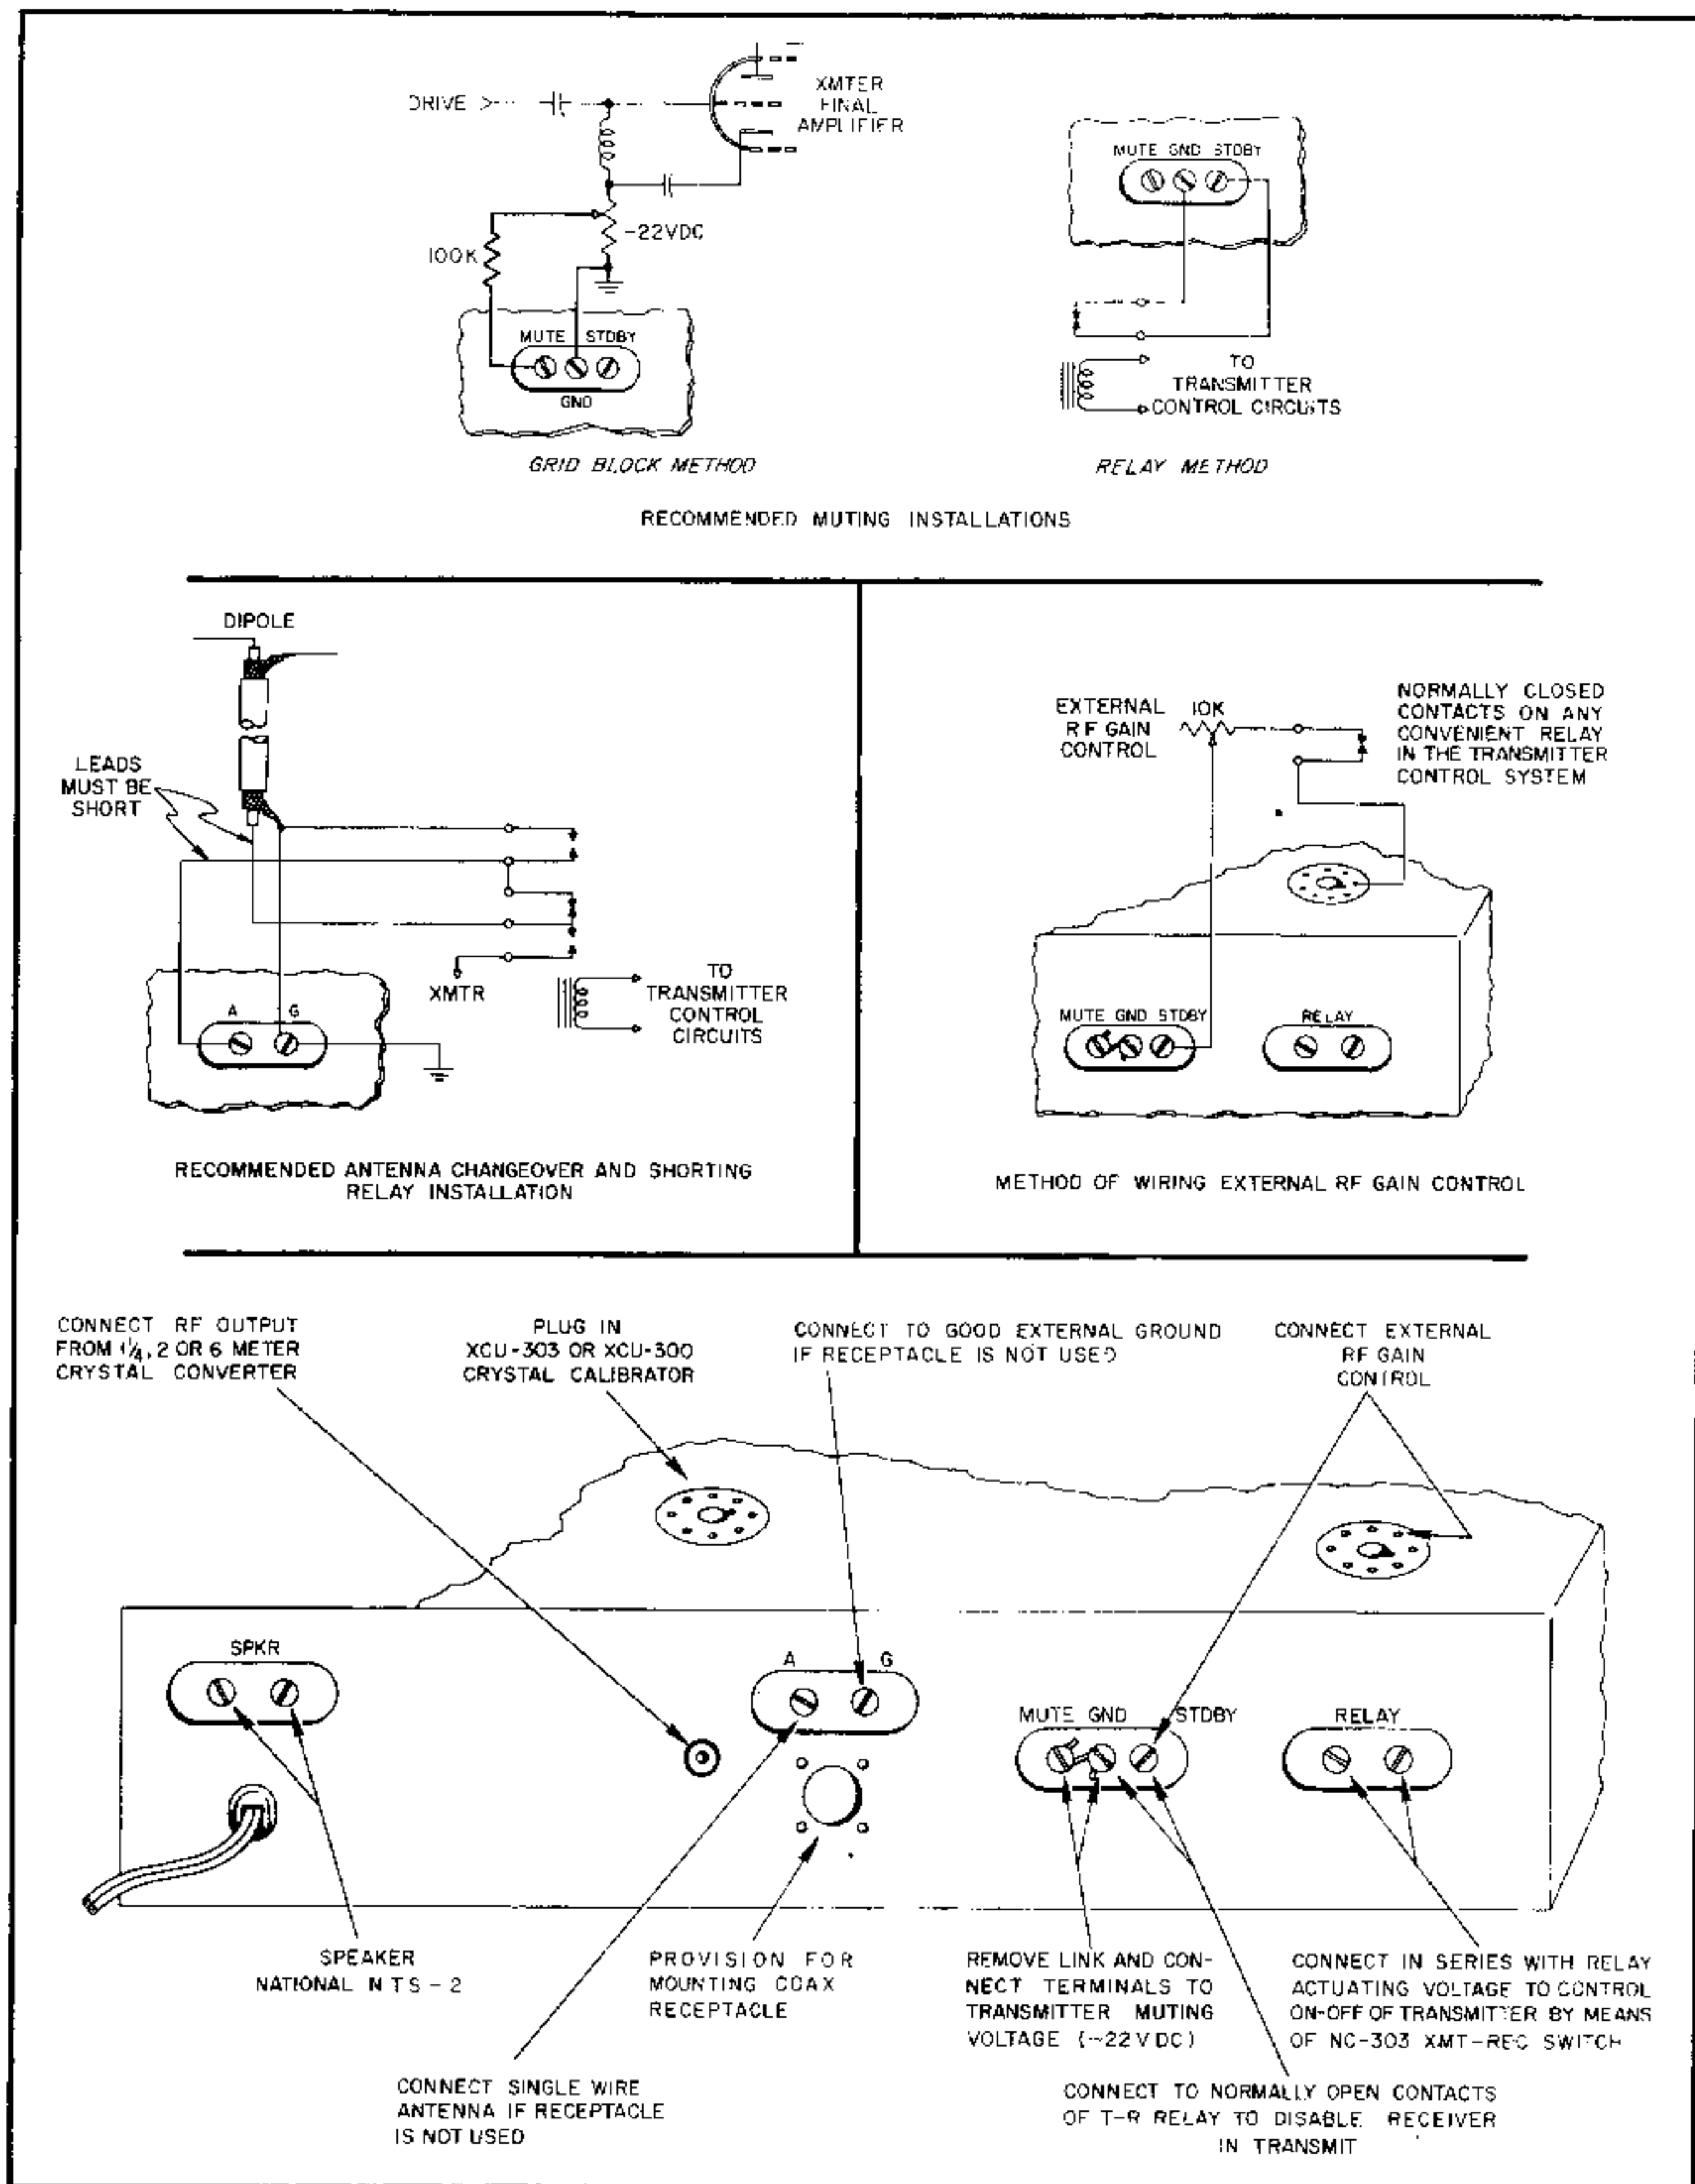 DRIVE
XMTER
FINAL
AMPLIFIER
-22VDC
100K
MUTE STDBY
GND
GRID BLOCK METHOD
MUTE GND STDBY
TO
TRANSMITTER
CONTROL CIRCUITS
RELAY METHOD
RECOMMENDED MUTING INSTALLATIONS
DIPOLE
LEADS
MUST BE
SHORT
XMTR
TO
TRANSMITTER
CONTROL
CIRCUITS
A G
RECOMMENDED ANTENNA CHANGEOVER AND SHORTING
RELAY INSTALLATION
EXTERNAL
RF GAIN
CONTROL
10K
NORMALLY CLOSED
CONTACTS ON ANY
CONVENIENT RELAY
IN THE TRANSMITTER
CONTROL SYSTEM
MUTE GND STDBY
RELAY
METHOD OF WIRING EXTERNAL RF GAIN CONTROL
CONNECT RF OUTPUT
FROM 1¼, 2 OR 6 METER
CRYSTAL CONVERTER
PLUG IN
XCU-303 OR XCU-300
CRYSTAL CALIBRATOR
CONNECT TO GOOD EXTERNAL GROUND
IF RECEPTACLE IS NOT USED
CONNECT EXTERNAL
RF GAIN
CONTROL
SPKR
A G
MUTE GND STDBY
RELAY
SPEAKER
NATIONAL NTS-2
PROVISION FOR
MOUNTING COAX
RECEPTACLE
REMOVE LINK AND CON-
NECT TERMINALS TO
TRANSMITTER MUTING
VOLTAGE (-22VDC)
CONNECT IN SERIES WITH RELAY
ACTUATING VOLTAGE TO CONTROL
ON-OFF OF TRANSMITTER BY MEANS
OF NC-303 XMT-REC SWITCH
CONNECT SINGLE WIRE
ANTENNA IF RECEPTACLE
IS NOT USED
CONNECT TO NORMALLY OPEN CONTACTS
OF T-R RELAY TO DISABLE RECEIVER
IN TRANSMIT